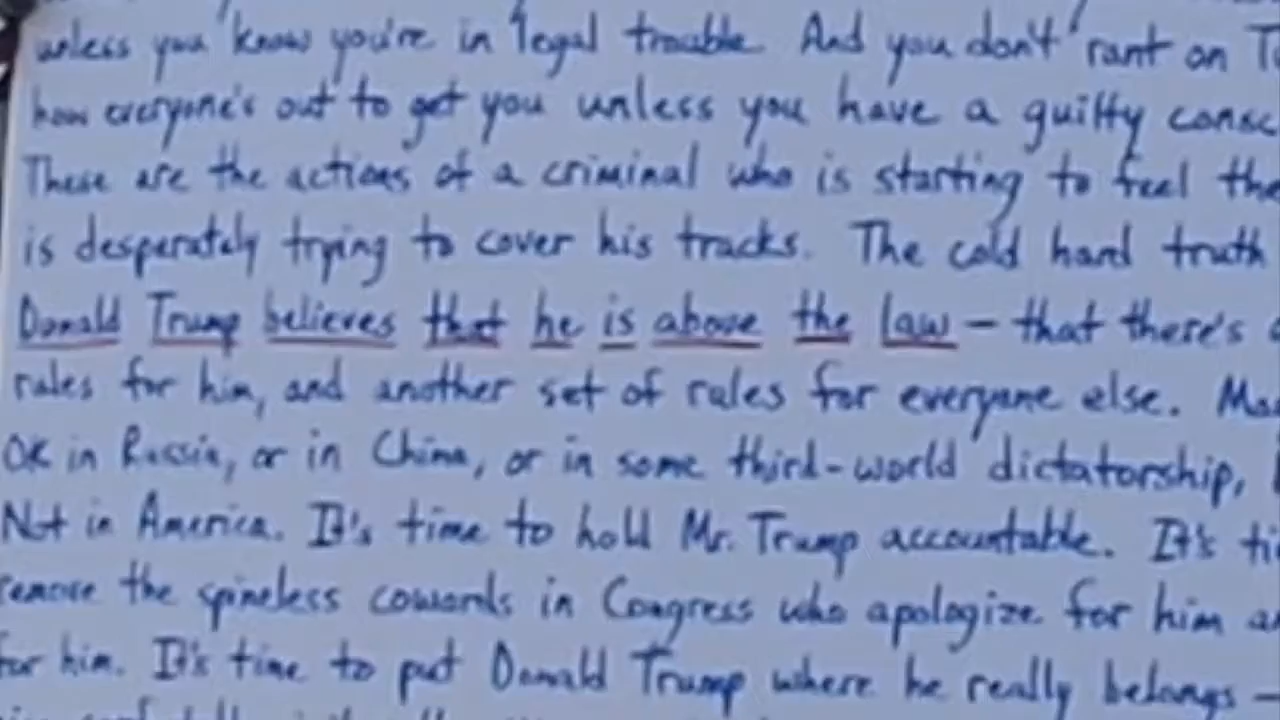 unless you know you're in legal trouble. And you don't rant on
how everyone's out to get you unless you have a guilty
These are the actions of a criminal who is starting to feel the
is desperately trying to cover his tracks. The cold hard truth
Donald Trump believes that he is above the law – that there's
rules for him, and another set of rules for everyone else.
OK in Russia, or in China, or in some third-world dictatorship,
Not in America. It's time to hold Mr. Trump accountable. It's
remove the spineless cowards in Congress who apologize for him
for him. It's time to put Donald Trump where he really belongs –